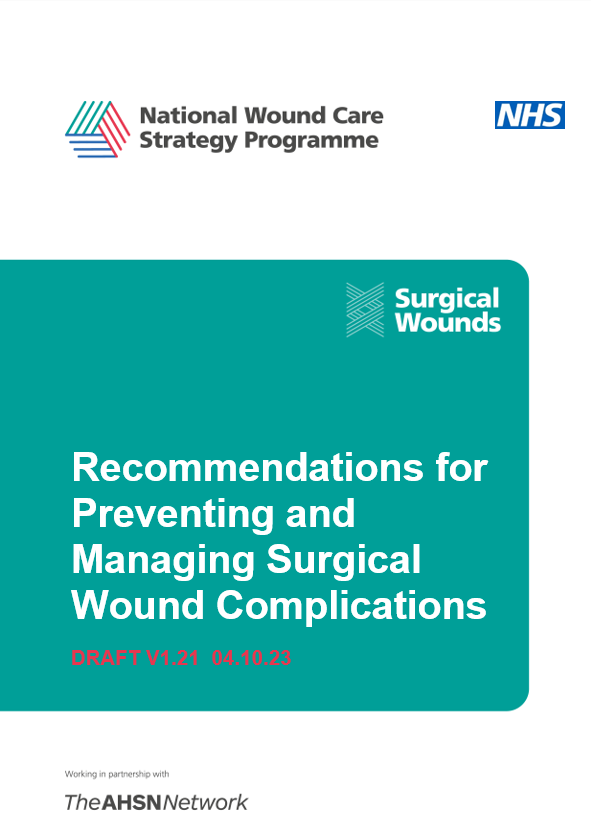 National Wound Care
Strategy Programme
NHS
Surgical
Wounds
Recommendations for
Preventing and
Managing Surgical
Wound Complications
DRAFT V1.21 04.10.23
Working in partnership with
TheAHSNNetwork